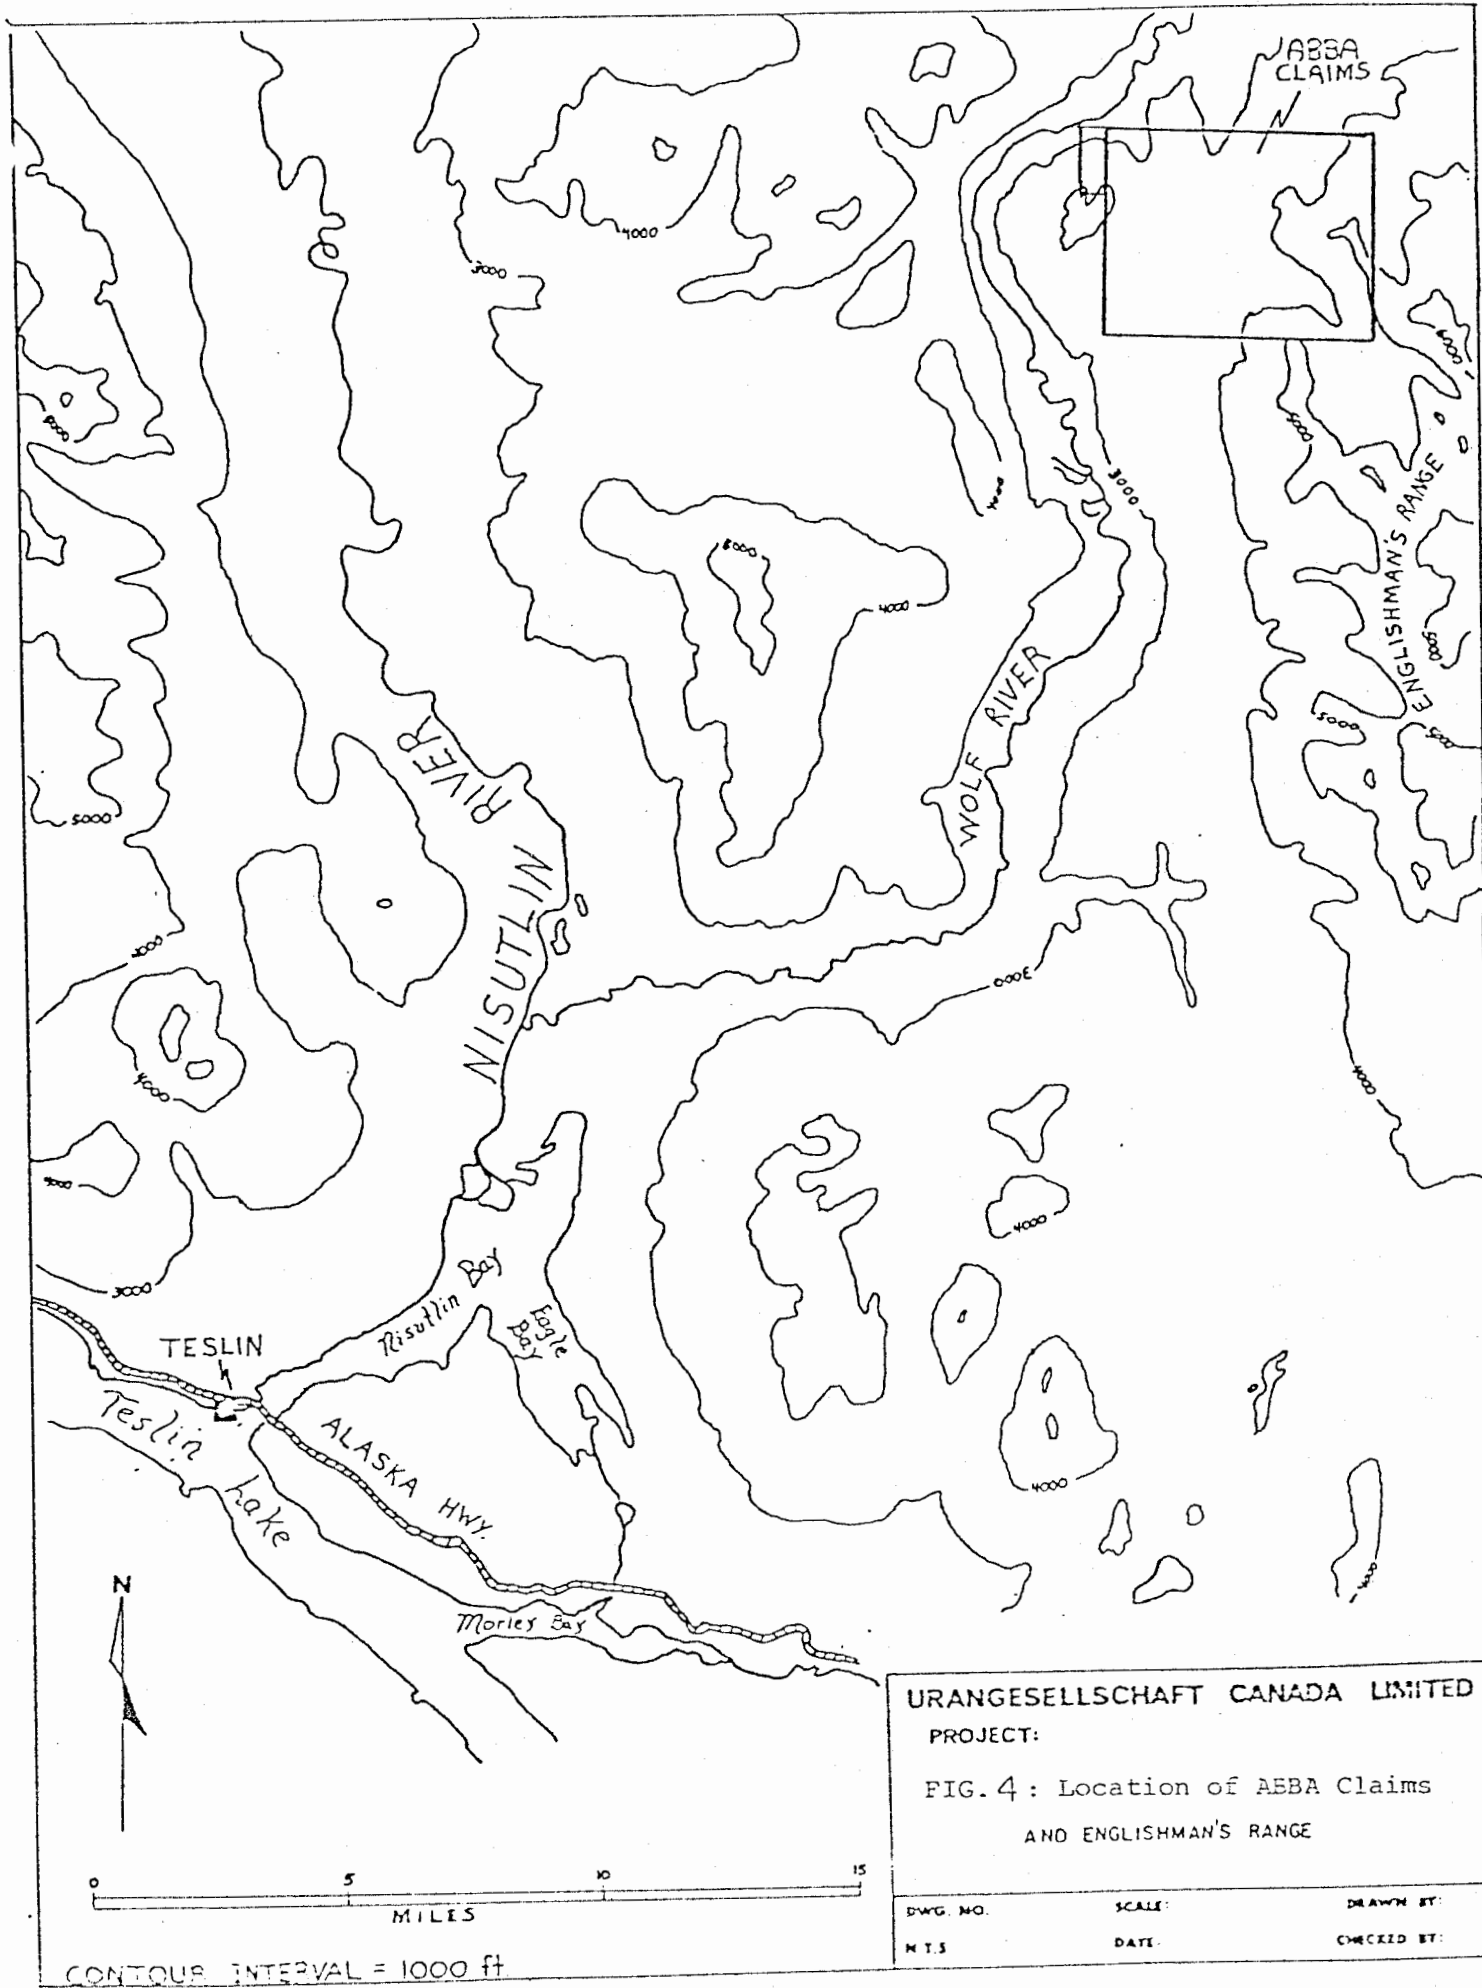 ABBA
CLAIMS
4000
3000
6000
6000
5000
4000
3000
5000
5000
4000
ENGLISHMAN'S RANGE
5000
5000
5000
WOLF RIVER
NISUTLIN RIVER
5000
4000
3000
3000
4000
4000
4000
4000
3000
Nisutlin Bay
Eagle
Bay
TESLIN
Teslin Lake
ALASKA HWY.
4000
4000
N
Morley Bay
URANGESELLSCHAFT CANADA LIMITED
PROJECT:
FIG. 4: Location of ABBA Claims
AND ENGLISHMAN'S RANGE
0 5 10 15
MILES
DWG. NO. SCALE: DRAWN BY:
N.T.S DATE: CHECKED BY:
CONTOUR INTERVAL = 1000 ft.